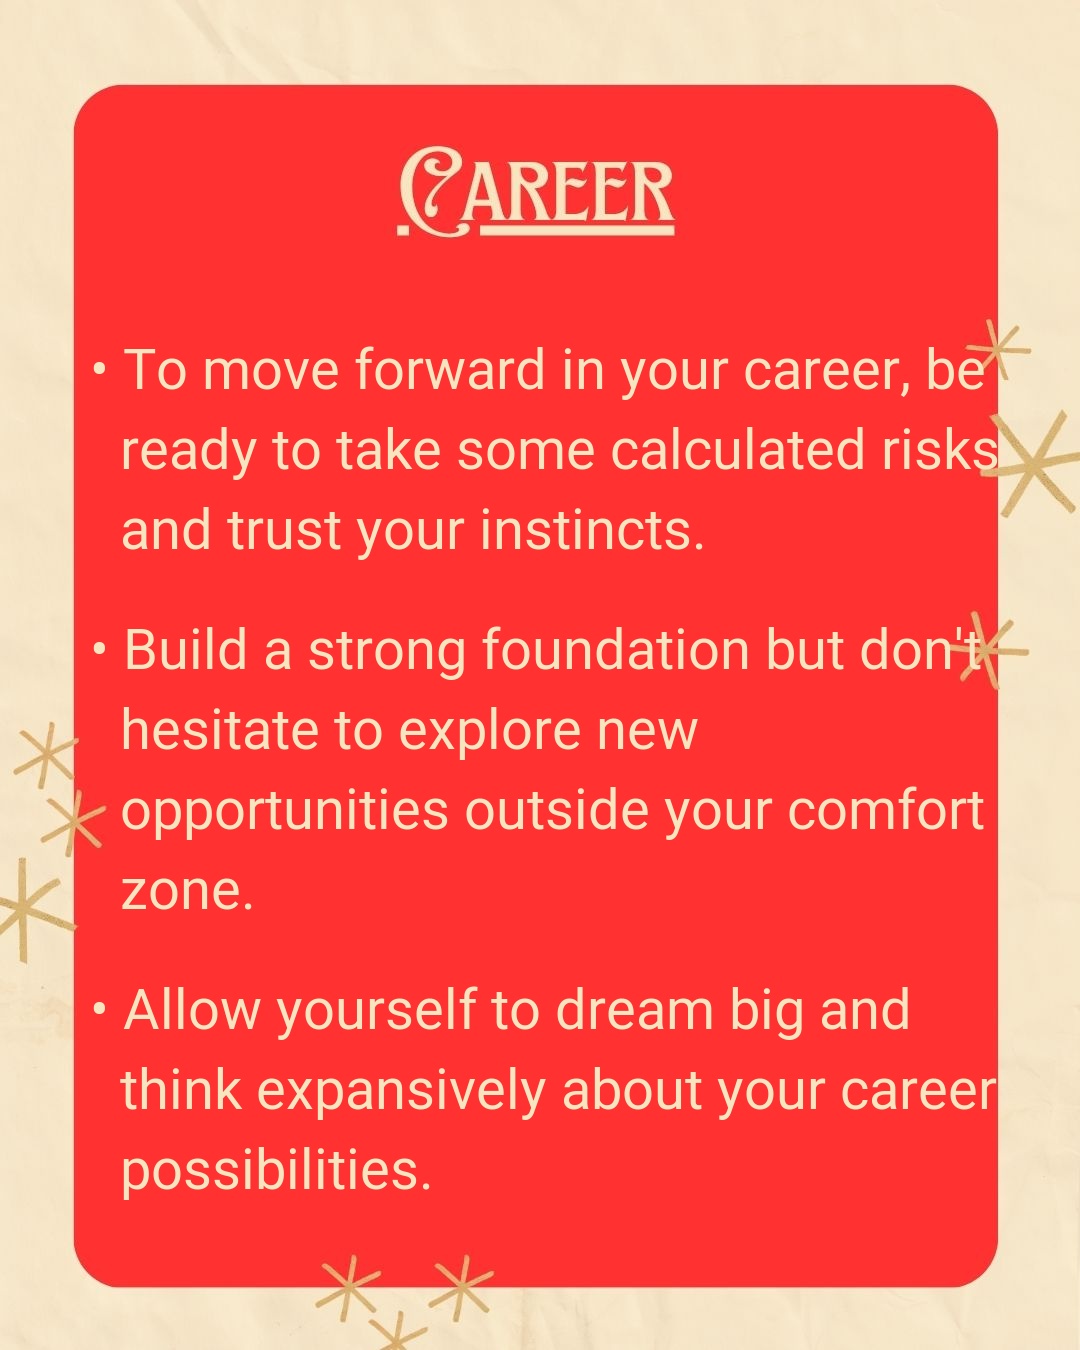 Career
• To move forward in your career, be
ready to take some calculated risks
and trust your instincts.
• Build a strong foundation but don't
hesitate to explore new
opportunities outside your comfort
zone.
• Allow yourself to dream big and
think expansively about your career
possibilities.